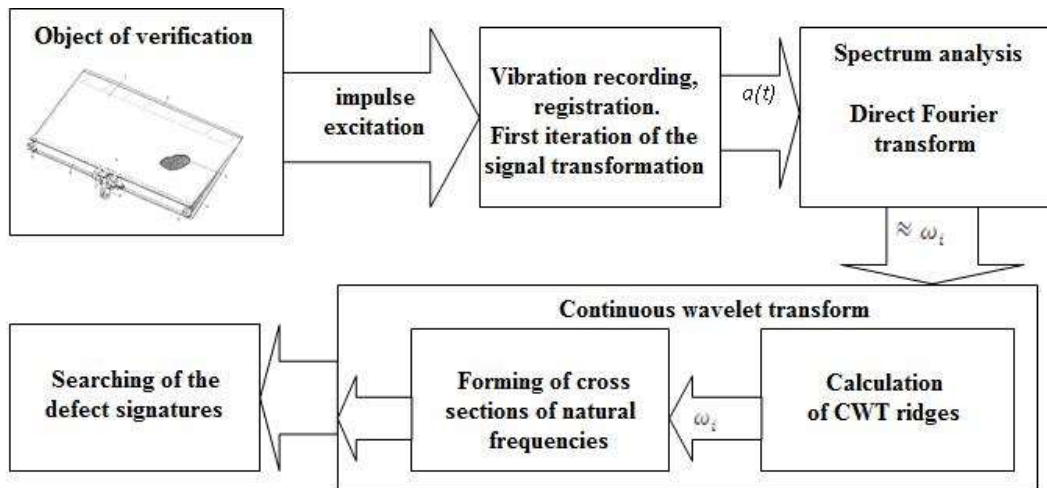 Object of verification
impulse
excitation
Vibration recording,
registration.
First iteration of the
signal transformation
a(t)
Spectrum analysis
Direct Fourier
transform
≈ ω_i
Continuous wavelet transform
Calculation
of CWT ridges
ω_i
Forming of cross
sections of natural
frequencies
Searching of the
defect signatures